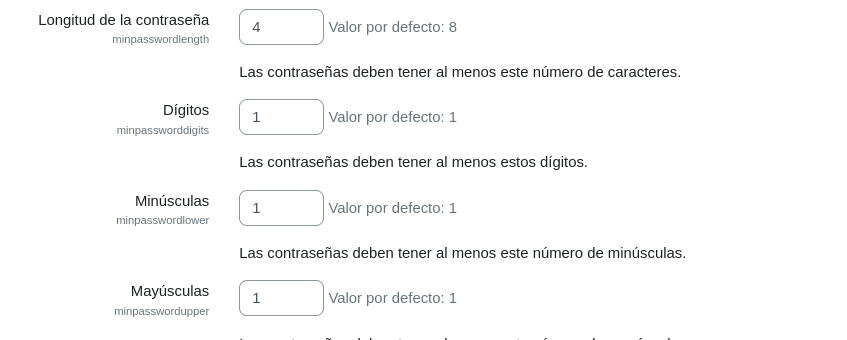 Longitud de la contraseña
minpasswordlength
4 Valor por defecto: 8
Las contraseñas deben tener al menos este número de caracteres.
Dígitos
minpassworddigits
1 Valor por defecto: 1
Las contraseñas deben tener al menos estos dígitos.
Minúsculas
minpasswordlower
1 Valor por defecto: 1
Las contraseñas deben tener al menos este número de minúsculas.
Mayúsculas
minpasswordupper
1 Valor por defecto: 1